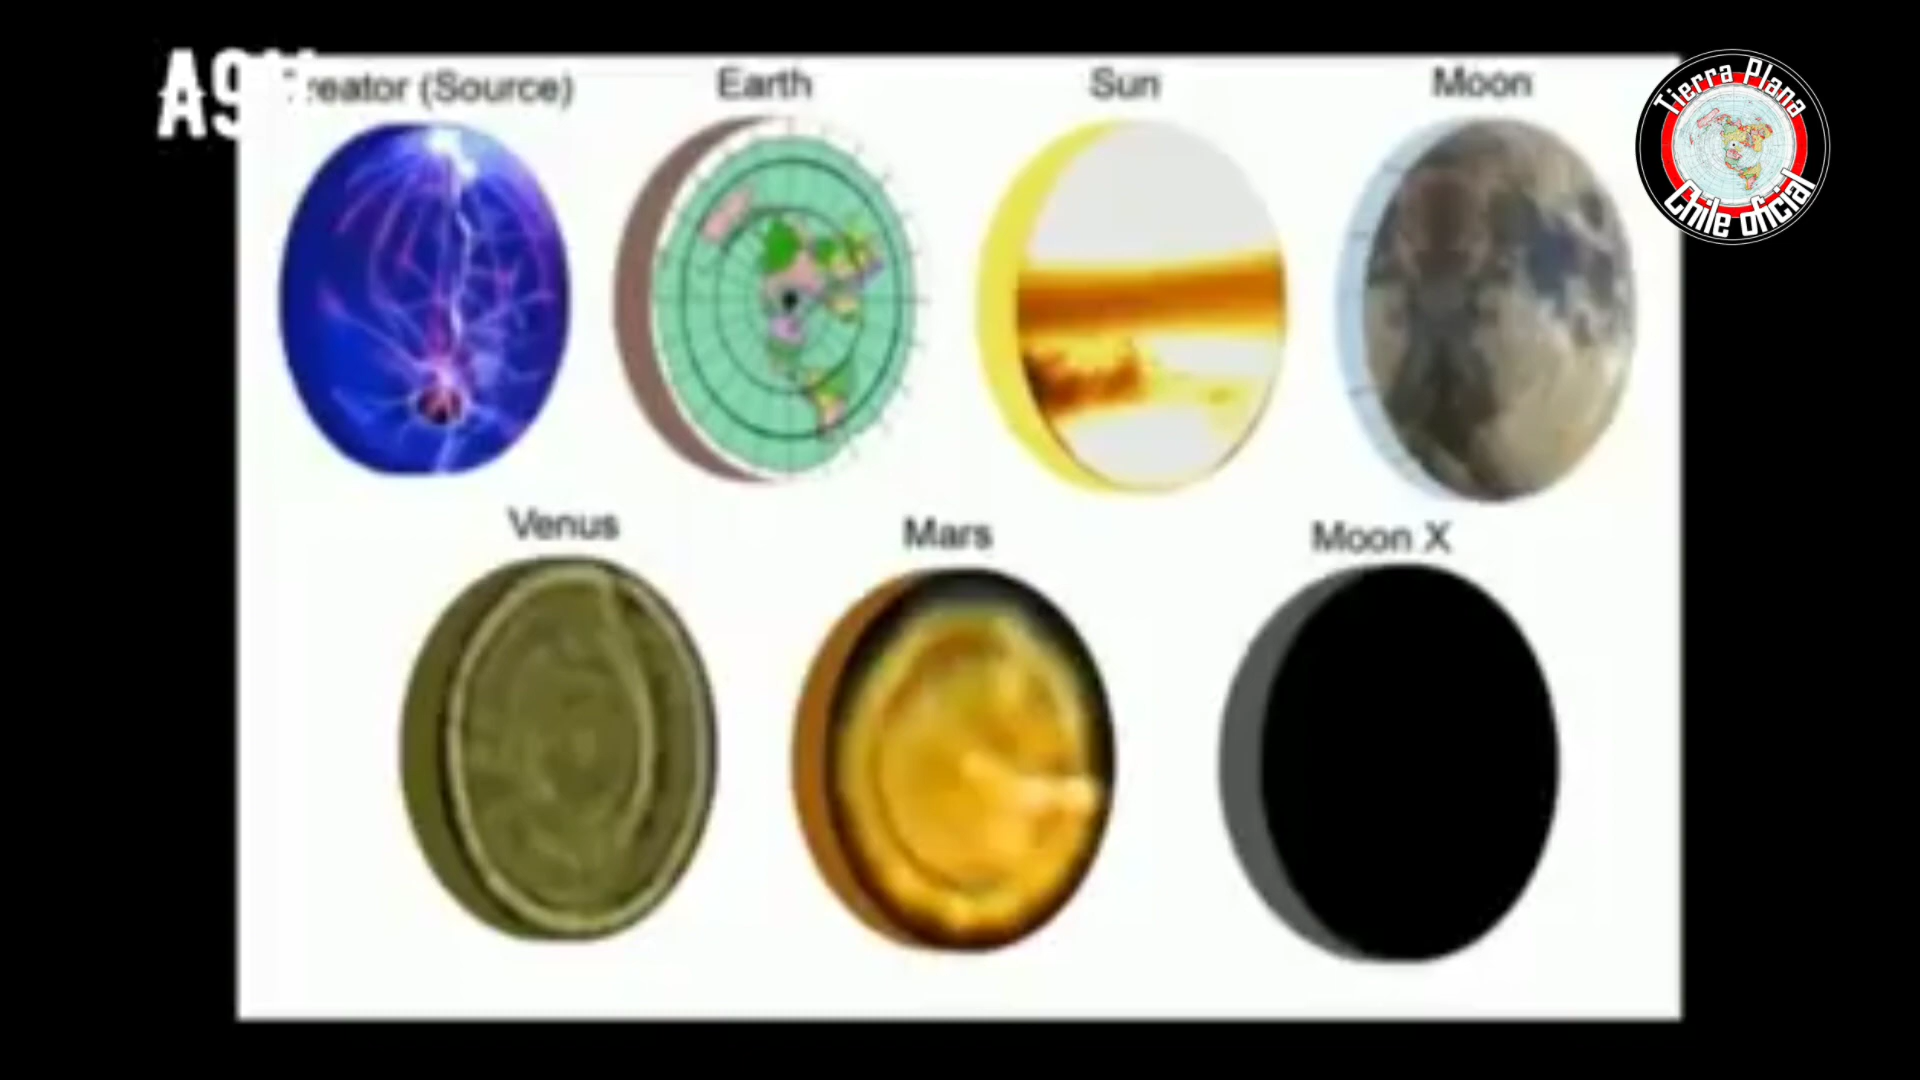 (Source)
Earth
Sun
Moon
Tierra Plana
Chile oficial
Venus
Mars
Moon X